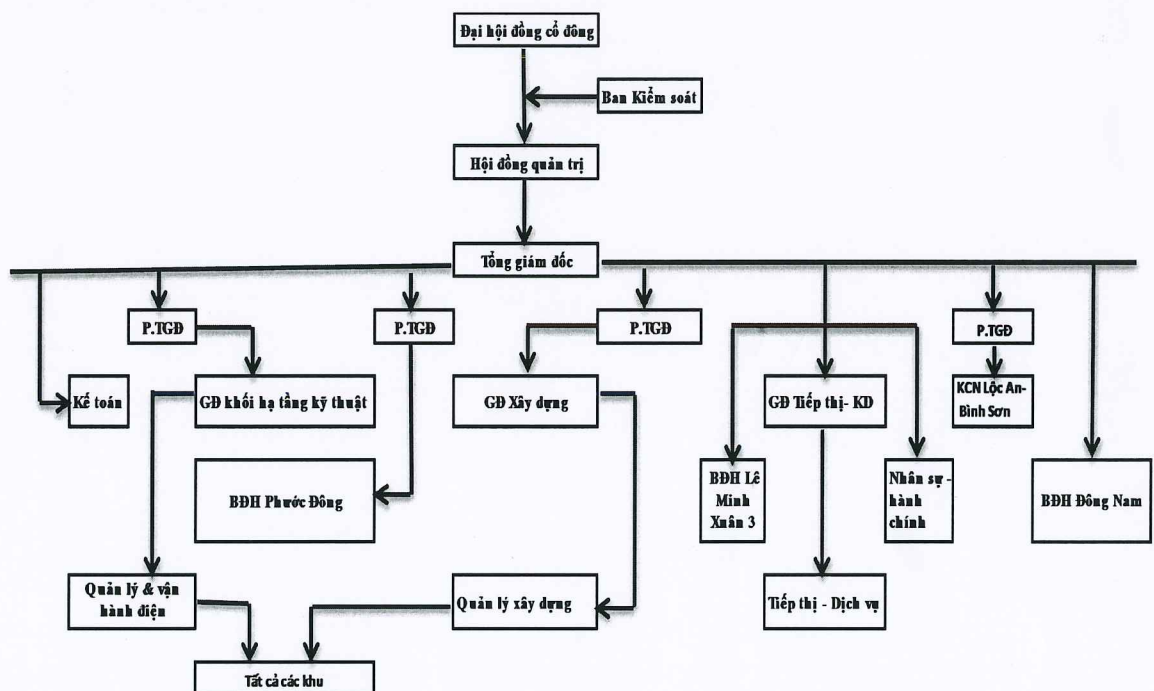 Đại hội đồng cổ đông
Ban Kiểm soát
Hội đồng quản trị
Tổng giám đốc
P.TGĐ
P.TGĐ
P.TGĐ
P.TGĐ
Kế toán
GĐ khối hạ tầng kỹ thuật
GĐ Xây dựng
GĐ Tiếp thị- KD
KCN Lộc An-
Bình Sơn
BĐH Phước Đông
BĐH Lê
Minh
Xuân 3
Nhân sự -
hành
chính
BĐH Đông Nam
Quản lý & vận
hành điện
Quản lý xây dựng
Tiếp thị - Dịch vụ
Tất cả các khu